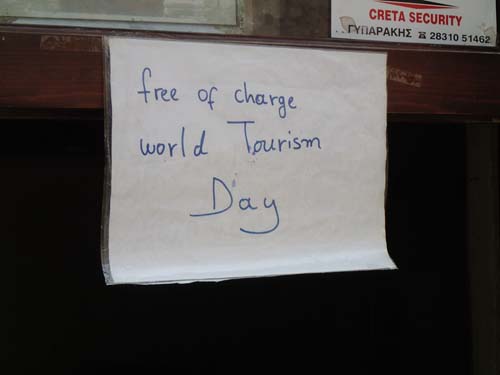 CRETA SECURITY
ΓΥΠΑΡΑΚΗΣ ☎ 28310 51462
free of charge
world Tourism
Day